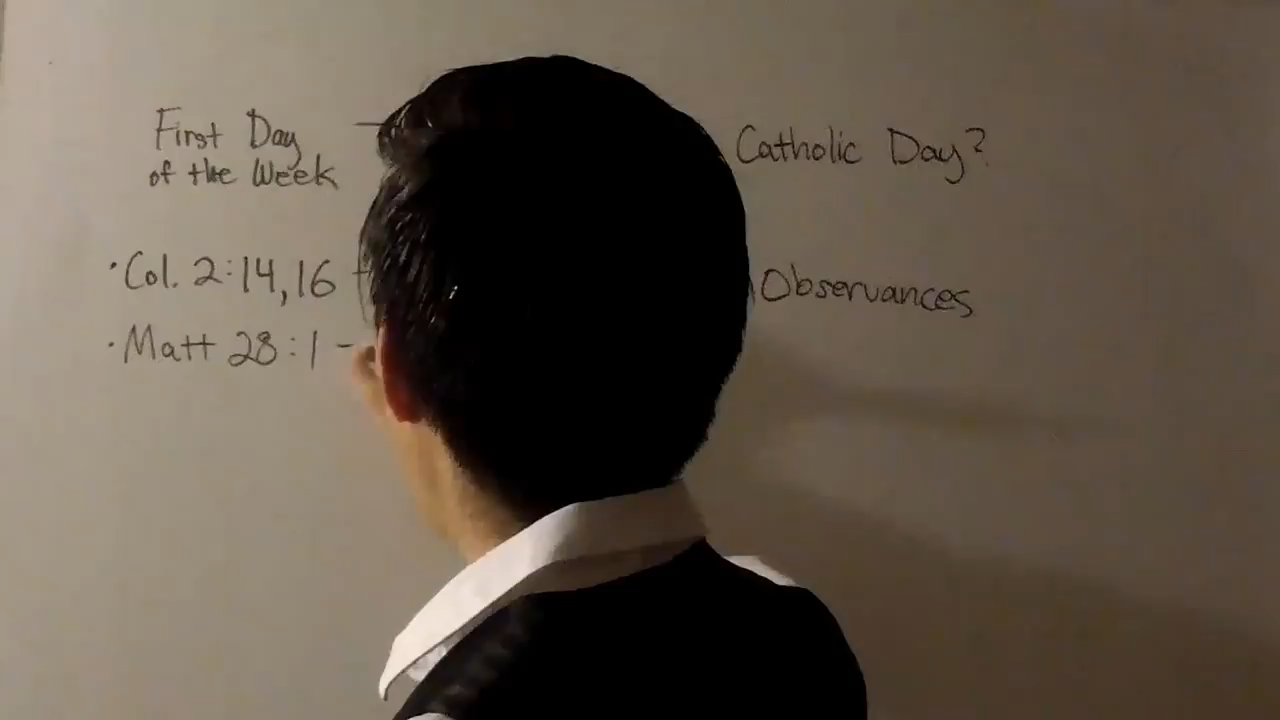 First Day — Catholic Day?
of the Week
·Col. 2:14,16 Observances
·Matt 28:1 -